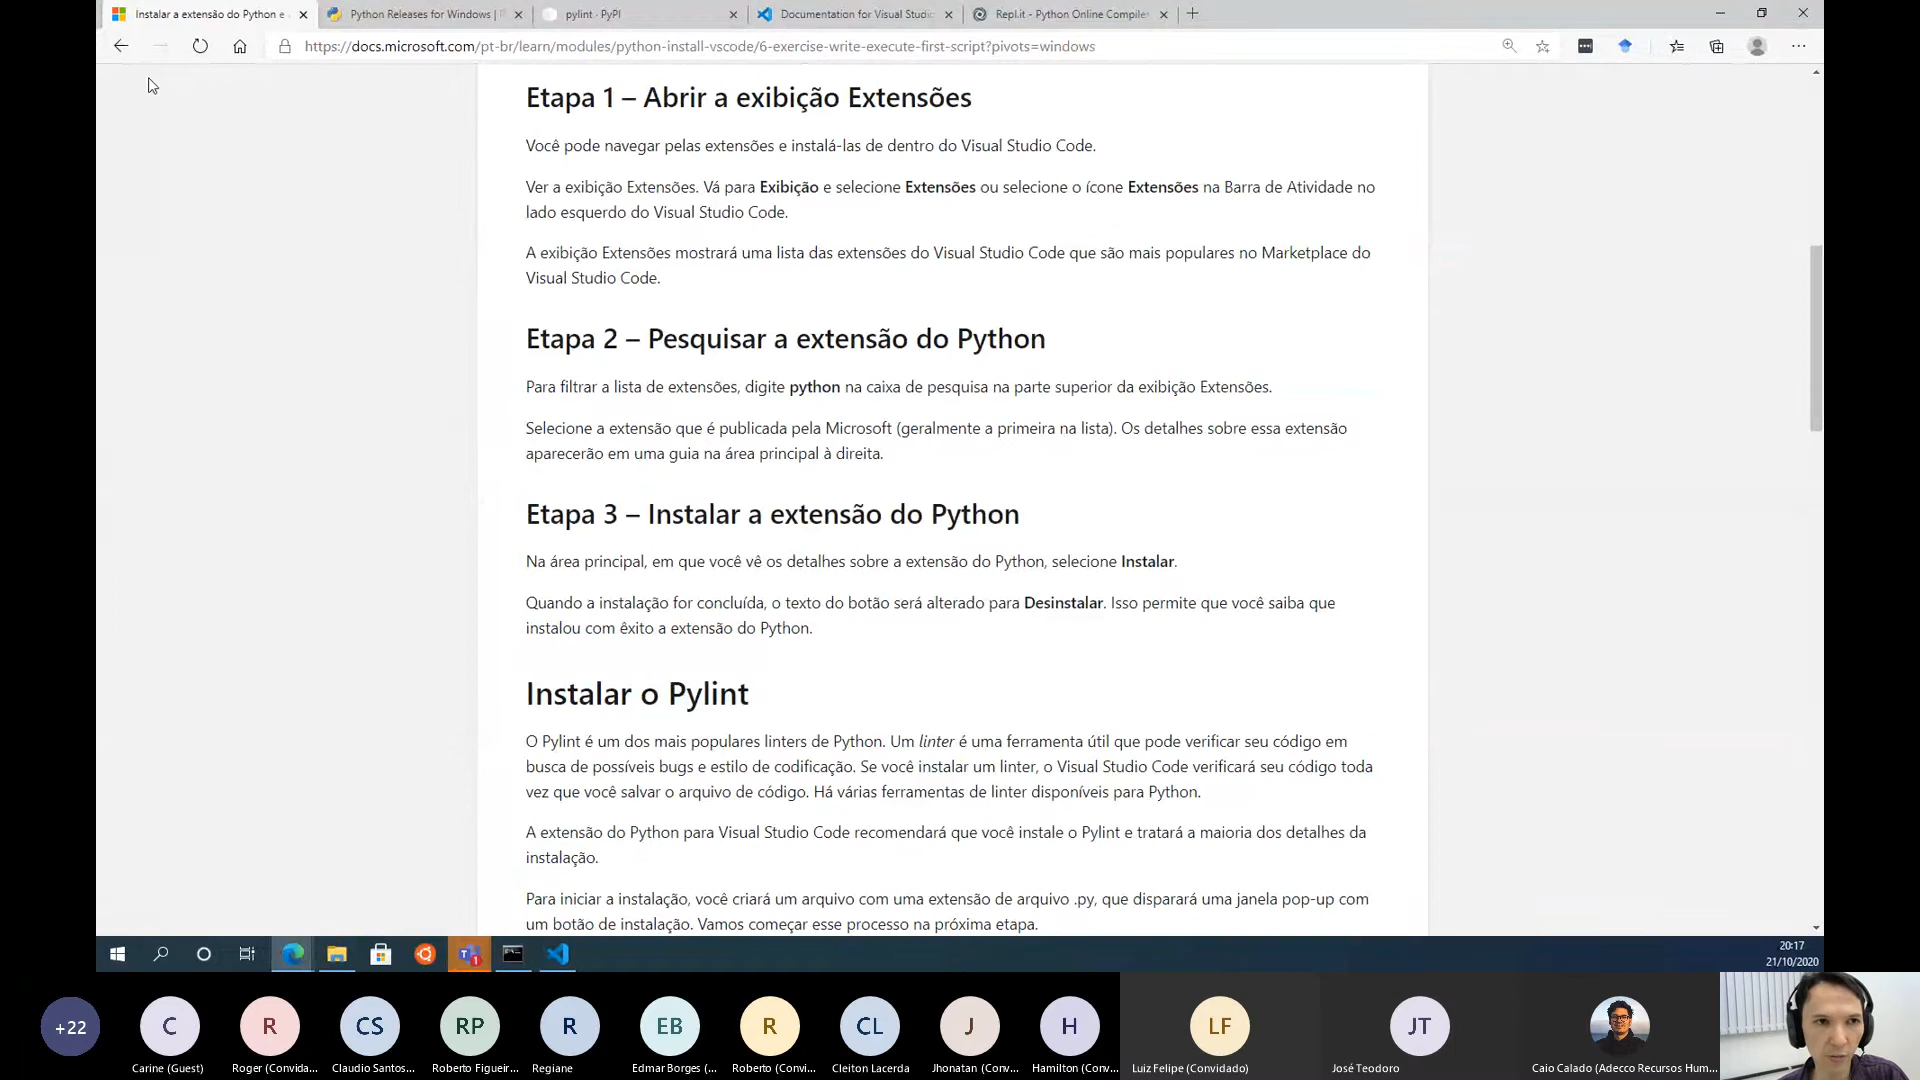 Instalar a extensão do Python e
Python Releases for Windows |
pylint · PyPI
Documentation for Visual Studio
Repl.it - Python Online Compiler
https://docs.microsoft.com/pt-br/learn/modules/python-install-vscode/6-exercise-write-execute-first-script?pivots=windows
Etapa 1 – Abrir a exibição Extensões
Você pode navegar pelas extensões e instalá-las de dentro do Visual Studio Code.
Ver a exibição Extensões. Vá para Exibição e selecione Extensões ou selecione o ícone Extensões na Barra de Atividade no
lado esquerdo do Visual Studio Code.
A exibição Extensões mostrará uma lista das extensões do Visual Studio Code que são mais populares no Marketplace do
Visual Studio Code.
Etapa 2 – Pesquisar a extensão do Python
Para filtrar a lista de extensões, digite python na caixa de pesquisa na parte superior da exibição Extensões.
Selecione a extensão que é publicada pela Microsoft (geralmente a primeira na lista). Os detalhes sobre essa extensão
aparecerão em uma guia na área principal à direita.
Etapa 3 – Instalar a extensão do Python
Na área principal, em que você vê os detalhes sobre a extensão do Python, selecione Instalar.
Quando a instalação for concluída, o texto do botão será alterado para Desinstalar. Isso permite que você saiba que
instalou com êxito a extensão do Python.
Instalar o Pylint
O Pylint é um dos mais populares linters de Python. Um linter é uma ferramenta útil que pode verificar seu código em
busca de possíveis bugs e estilo de codificação. Se você instalar um linter, o Visual Studio Code verificará seu código toda
vez que você salvar o arquivo de código. Há várias ferramentas de linter disponíveis para Python.
A extensão do Python para Visual Studio Code recomendará que você instale o Pylint e tratará a maioria dos detalhes da
instalação.
Para iniciar a instalação, você criará um arquivo com uma extensão de arquivo .py, que disparará uma janela pop-up com
um botão de instalação. Vamos começar esse processo na próxima etapa.
20:17
21/10/2020
+22
C
R
CS
RP
R
EB
R
CL
J
H
LF
JT
Carine (Guest)
Roger (Convida...
Claudio Santos...
Roberto Figueir...
Regiane
Edmar Borges (...
Roberto (Convi...
Cleiton Lacerda
Jhonatan (Conv...
Hamilton (Conv...
Luiz Felipe (Convidado)
José Teodoro
Caio Calado (Adecco Recursos Hum...